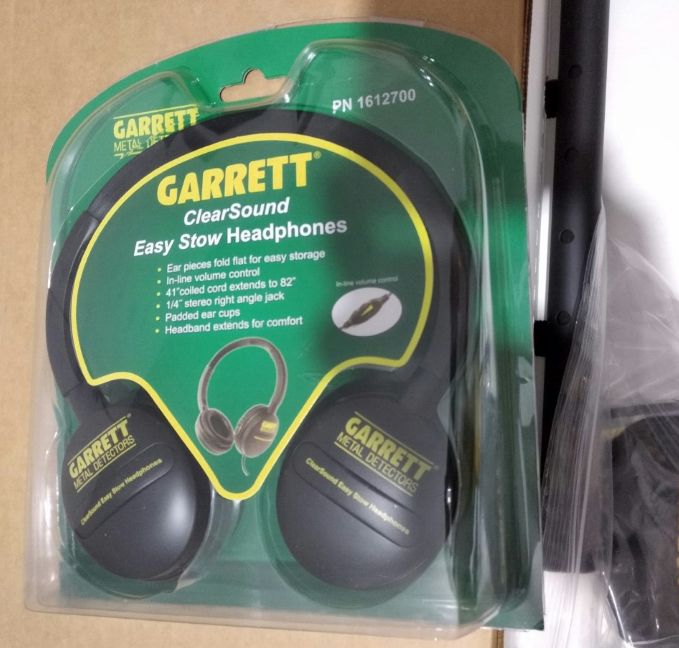 GARRETT
METAL DETECTORS
PN 1612700
GARRETT®
ClearSound
Easy Stow Headphones
• Ear pieces fold flat for easy storage
• In-line volume control
• 41"coiled cord extends to 82"
• 1/4" stereo right angle jack
• Padded ear cups
• Headband extends for comfort
In-line volume control
GARRETT
METAL DETECTORS
ClearSound Easy Stow Headphones
GARRETT
METAL DETECTORS
ClearSound Easy Stow Headphones